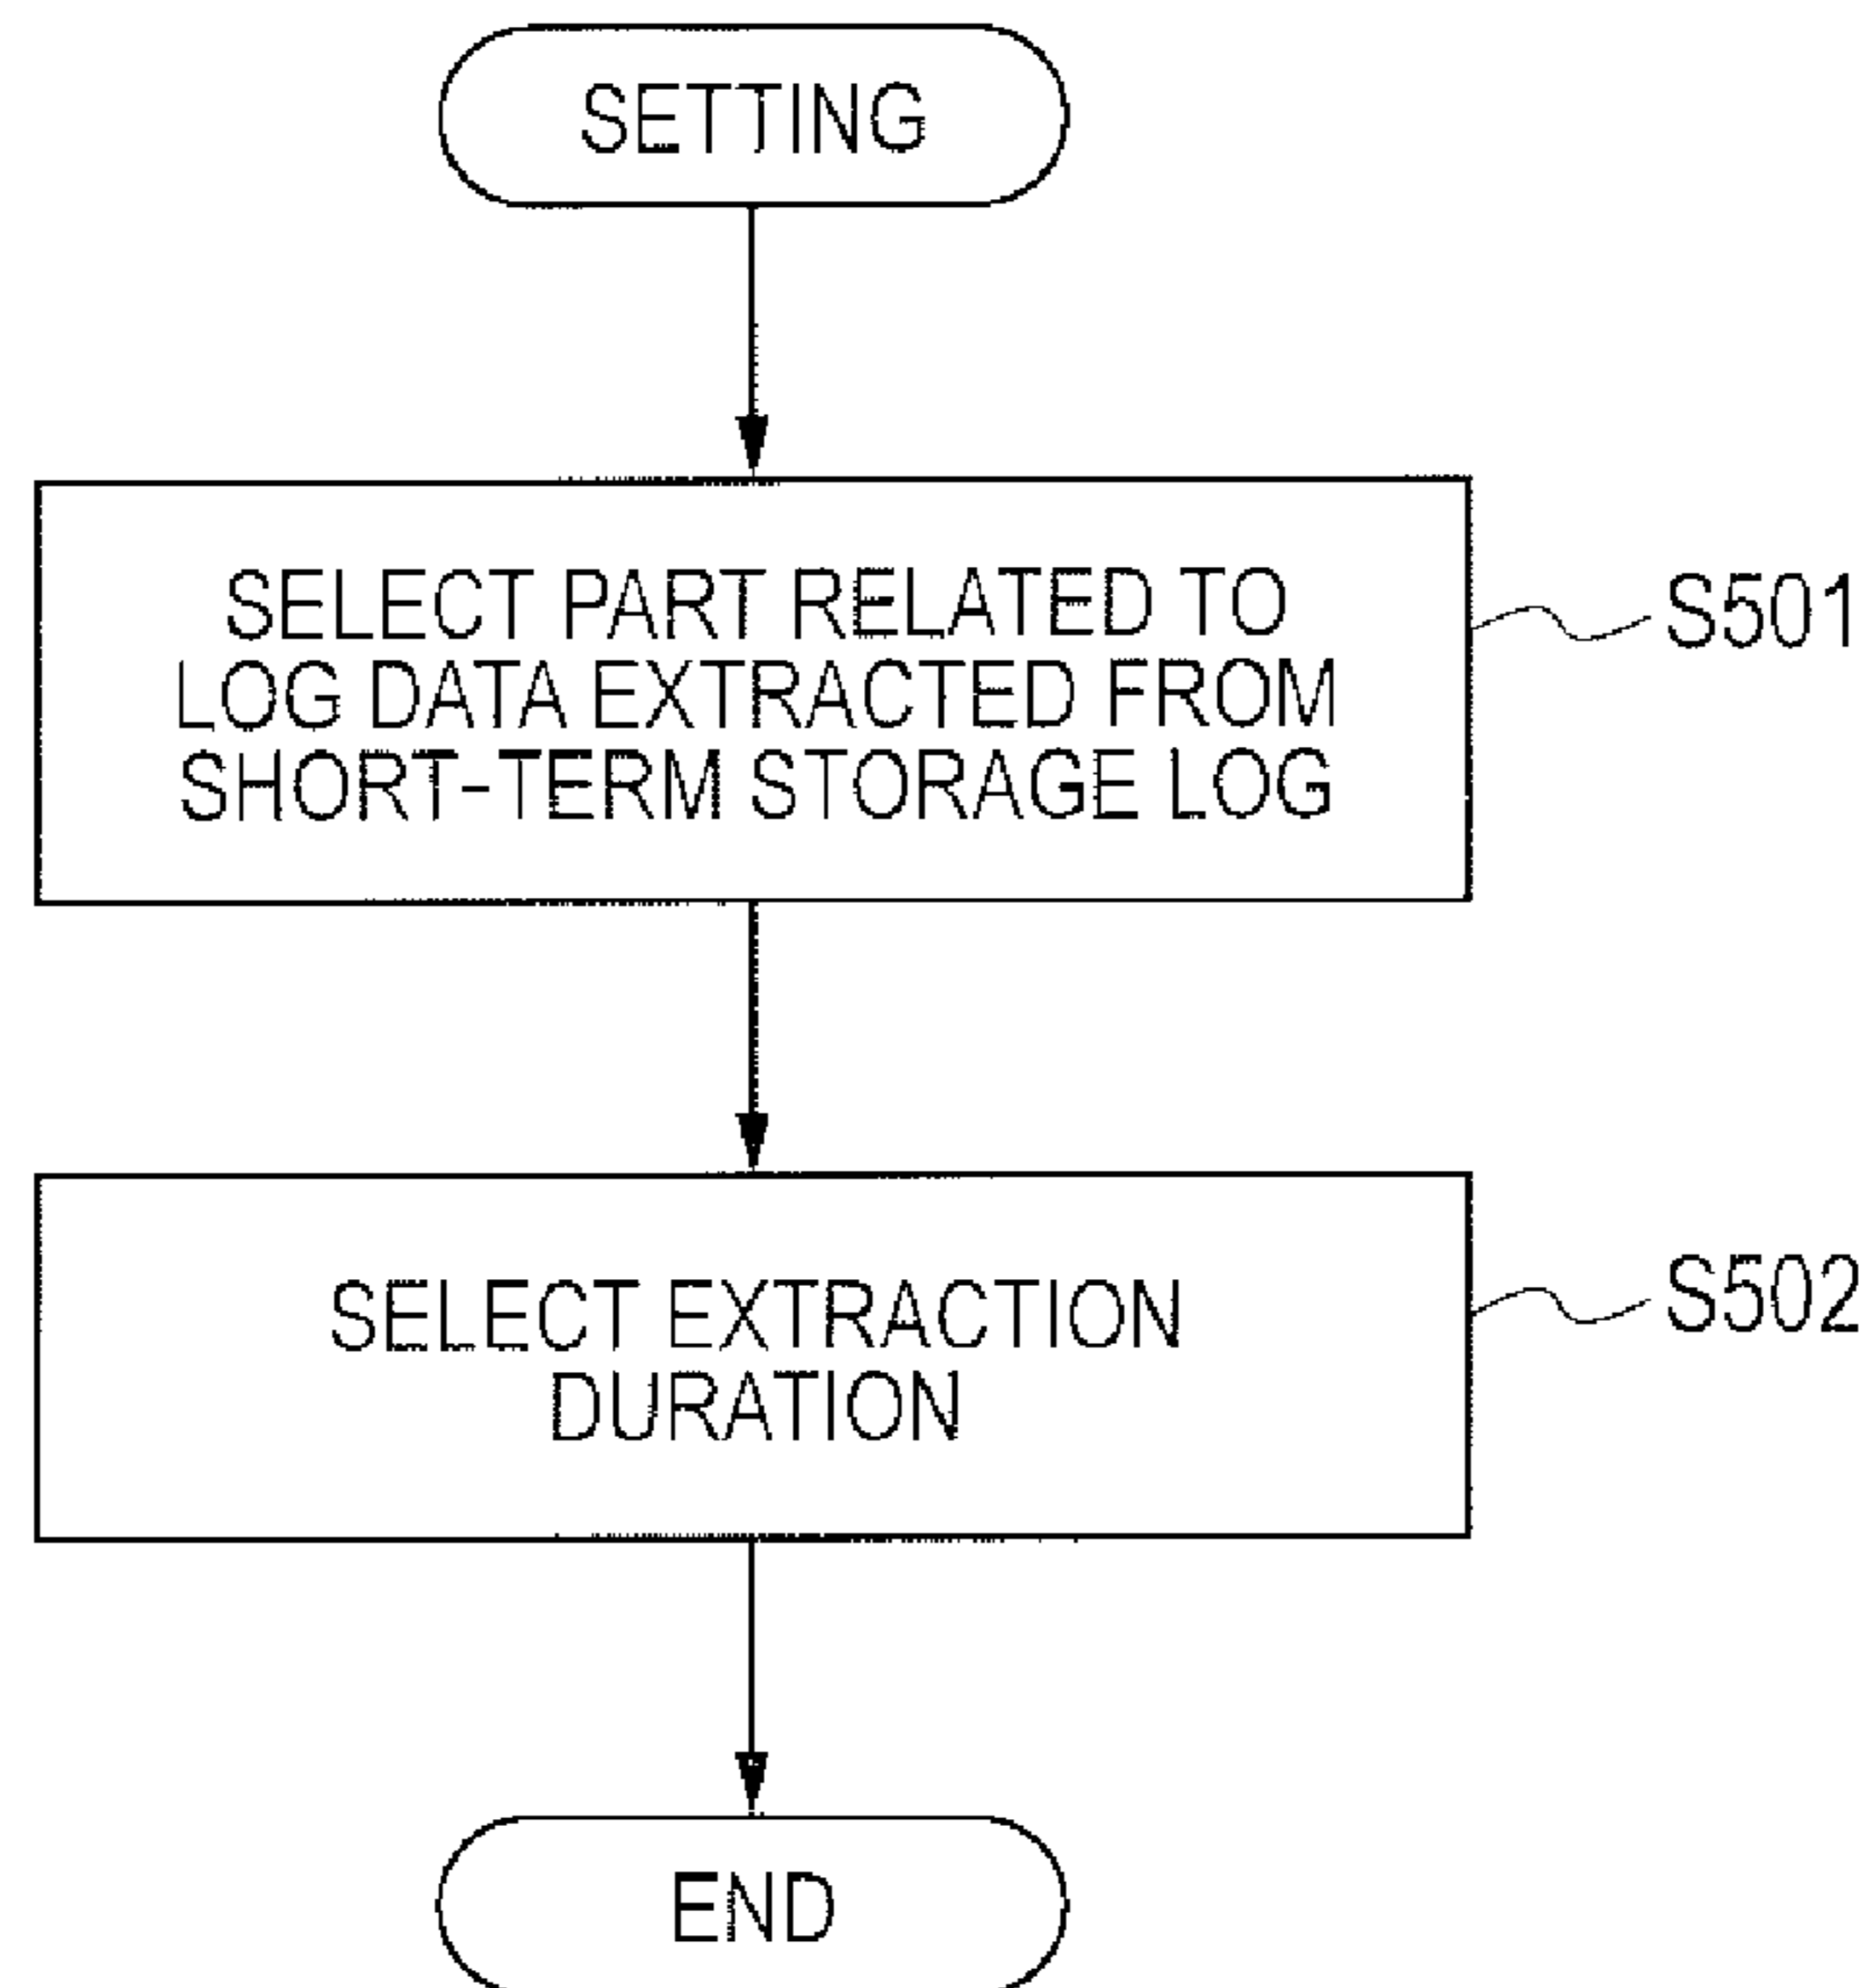 SETTING
SELECT PART RELATED TO
LOG DATA EXTRACTED FROM
SHORT-TERM STORAGE LOG
S501
SELECT EXTRACTION
DURATION
S502
END